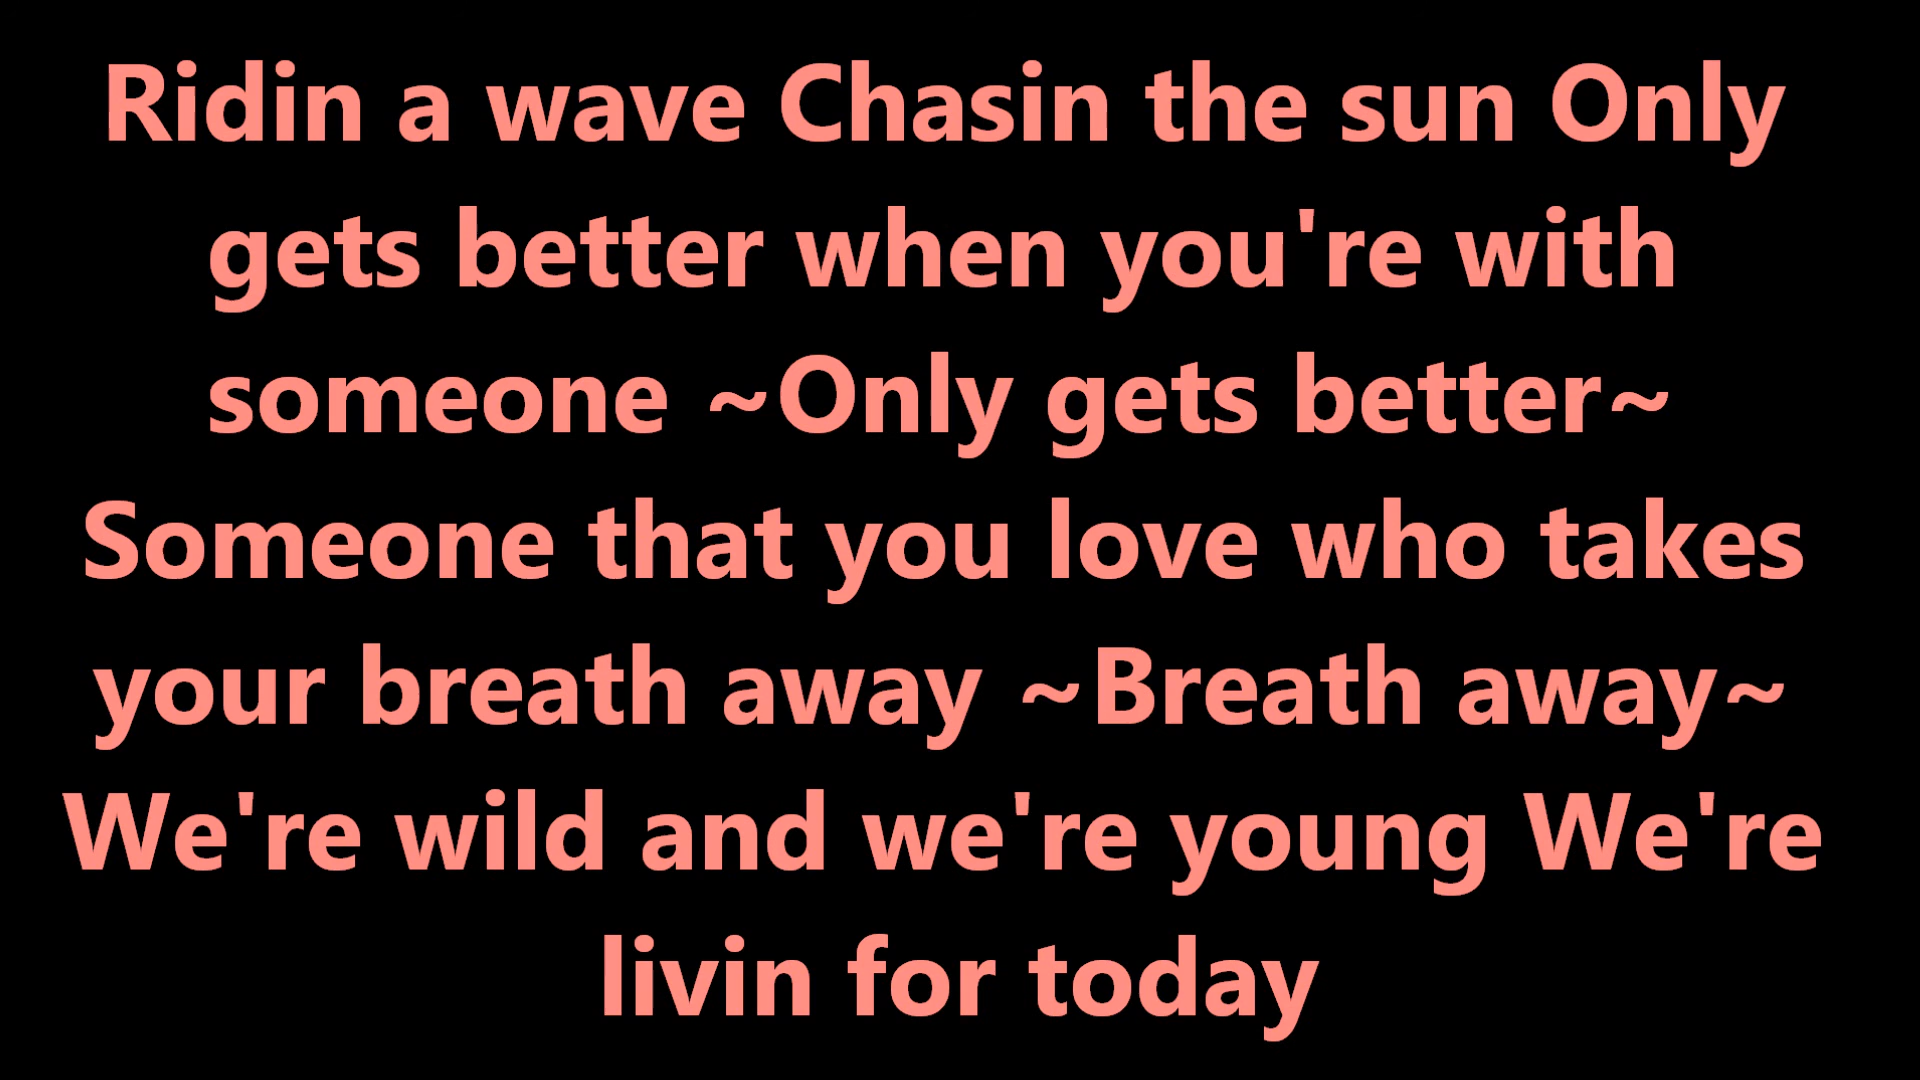 Ridin a wave Chasin the sun Only
gets better when you're with
someone ~Only gets better~
Someone that you love who takes
your breath away ~Breath away~
We're wild and we're young We're
livin for today